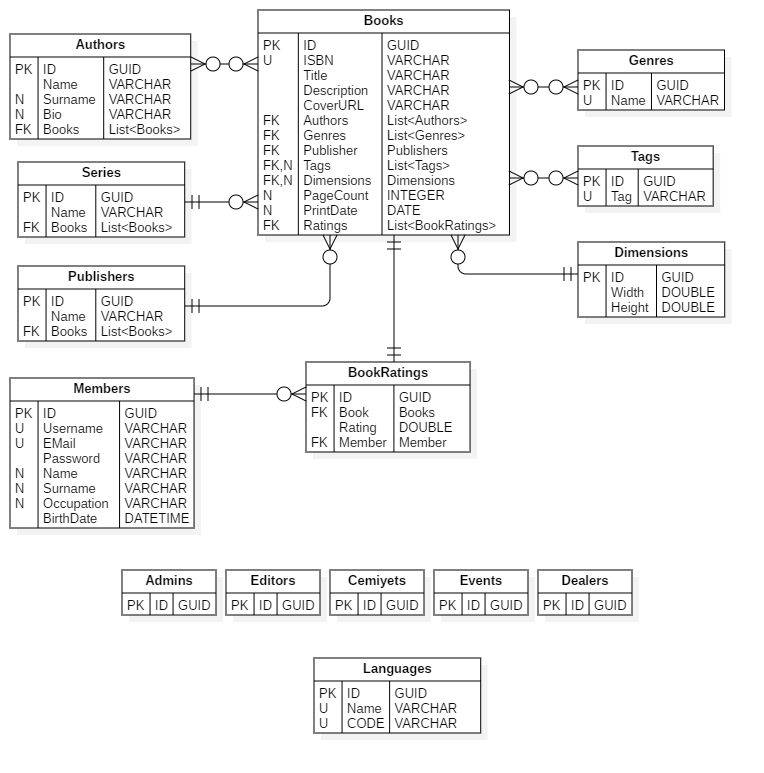 Books
PK ID GUID
U ISBN VARCHAR
Title VARCHAR
Description VARCHAR
CoverURL VARCHAR
FK Authors List<Authors>
FK Genres List<Genres>
FK Publisher Publishers
FK,N Tags List<Tags>
FK,N Dimensions Dimensions
N PageCount INTEGER
N PrintDate DATE
FK Ratings List<BookRatings>
Authors
PK ID GUID
Name VARCHAR
N Surname VARCHAR
N Bio VARCHAR
FK Books List<Books>
Genres
PK ID GUID
U Name VARCHAR
Series
PK ID GUID
Name VARCHAR
FK Books List<Books>
Tags
PK ID GUID
U Tag VARCHAR
Publishers
PK ID GUID
Name VARCHAR
FK Books List<Books>
Dimensions
PK ID GUID
Width DOUBLE
Height DOUBLE
Members
PK ID GUID
U Username VARCHAR
U EMail VARCHAR
Password VARCHAR
N Name VARCHAR
N Surname VARCHAR
N Occupation VARCHAR
BirthDate DATETIME
BookRatings
PK ID GUID
FK Book Books
Rating DOUBLE
FK Member Member
Admins
PK ID GUID
Editors
PK ID GUID
Cemiyets
PK ID GUID
Events
PK ID GUID
Dealers
PK ID GUID
Languages
PK ID GUID
U Name VARCHAR
U CODE VARCHAR